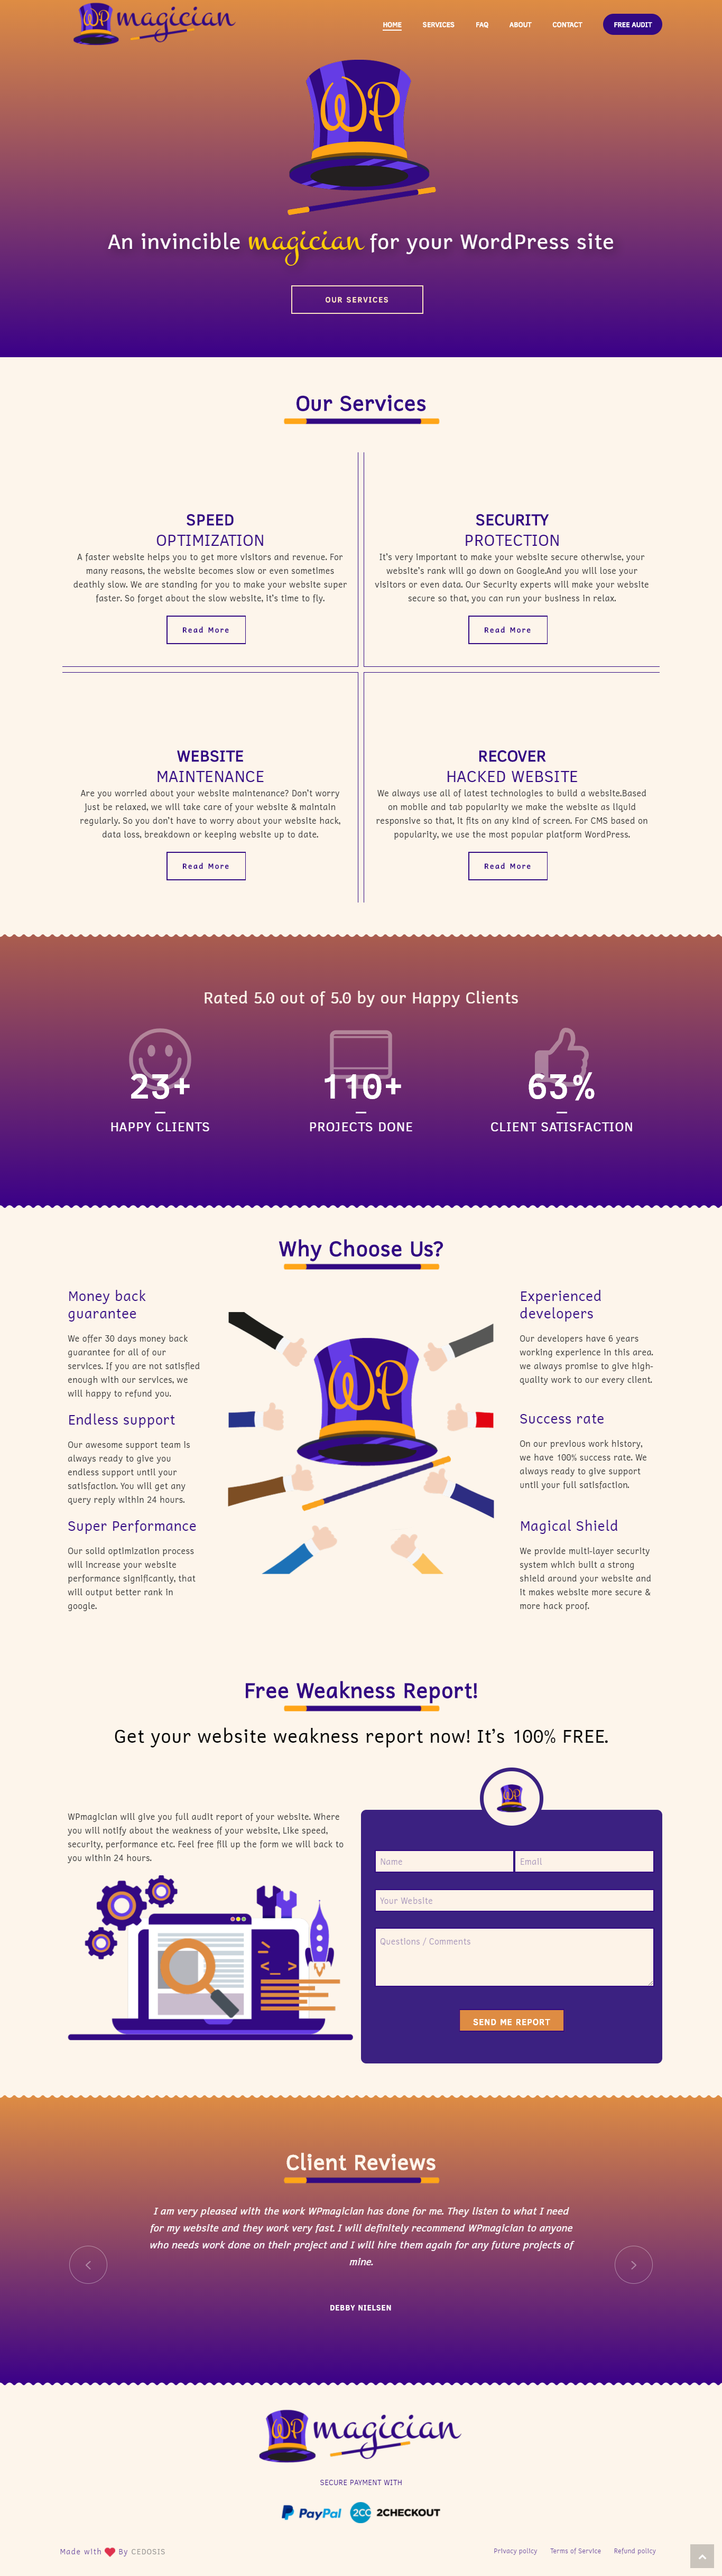 WP magician
HOME SERVICES FAQ ABOUT CONTACT FREE AUDIT
WP
An invincible magician for your WordPress site
OUR SERVICES
Our Services
SPEED
OPTIMIZATION
A faster website helps you to get more visitors and revenue. For
many reasons, the website becomes slow or even sometimes
deathly slow. We are standing for you to make your website super
faster. So forget about the slow website, it's time to fly.
Read More
SECURITY
PROTECTION
It's very important to make your website secure otherwise, your
website's rank will go down on Google.And you will lose your
visitors or even data. Our Security experts will make your website
secure so that, you can run your business in relax.
Read More
WEBSITE
MAINTENANCE
Are you worried about your website maintenance? Don't worry
just be relaxed, we will take care of your website & maintain
regularly. So you don't have to worry about your website hack,
data loss, breakdown or keeping website up to date.
Read More
RECOVER
HACKED WEBSITE
We always use all of latest technologies to build a website.Based
on mobile and tab popularity we make the website as liquid
responsive so that, it fits on any kind of screen. For CMS based on
popularity, we use the most popular platform WordPress.
Read More
Rated 5.0 out of 5.0 by our Happy Clients
23+
HAPPY CLIENTS
110+
PROJECTS DONE
63%
CLIENT SATISFACTION
Why Choose Us?
Money back
guarantee
We offer 30 days money back
guarantee for all of our
services. If you are not satisfied
enough with our services, we
will happy to refund you.
Endless support
Our awesome support team is
always ready to give you
endless support until your
satisfaction. You will get any
query reply within 24 hours.
Super Performance
Our solid optimization process
will increase your website
performance significantly, that
will output better rank in
google.
WP
Experienced
developers
Our developers have 6 years
working experience in this area.
we always promise to give high-
quality work to our every client.
Success rate
On our previous work history,
we have 100% success rate. We
always ready to give support
until your full satisfaction.
Magical Shield
We provide multi-layer security
system which built a strong
shield around your website and
it makes website more secure &
more hack proof.
Free Weakness Report!
Get your website weakness report now! It's 100% FREE.
WPmagician will give you full audit report of your website. Where
you will notify about the weakness of your website, Like speed,
security, performance etc. Feel free fill up the form we will back to
you within 24 hours.
WP
Name
Email
Your Website
Questions / Comments
SEND ME REPORT
Client Reviews
I am very pleased with the work WPmagician has done for me. They listen to what I need
for my website and they work very fast. I will definitely recommend WPmagician to anyone
who needs work done on their project and I will hire them again for any future projects of
mine.
DEBBY NIELSEN
WP magician
SECURE PAYMENT WITH
PayPal 2CO 2CHECKOUT
Made with By CEDOSIS
Privacy policy Terms of Service Refund policy